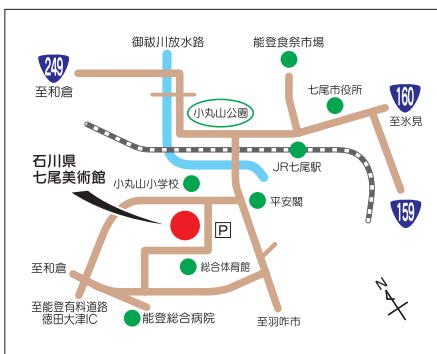 御祓川放水路
能登食祭市場
249
至和倉
七尾市役所
160
至氷見
小丸山公園
石川県
七尾美術館
小丸山小学校
JR七尾駅
平安閣
159
P
総合体育館
至和倉
至能登有料道路
徳田大津IC
能登総合病院
至羽咋市
N